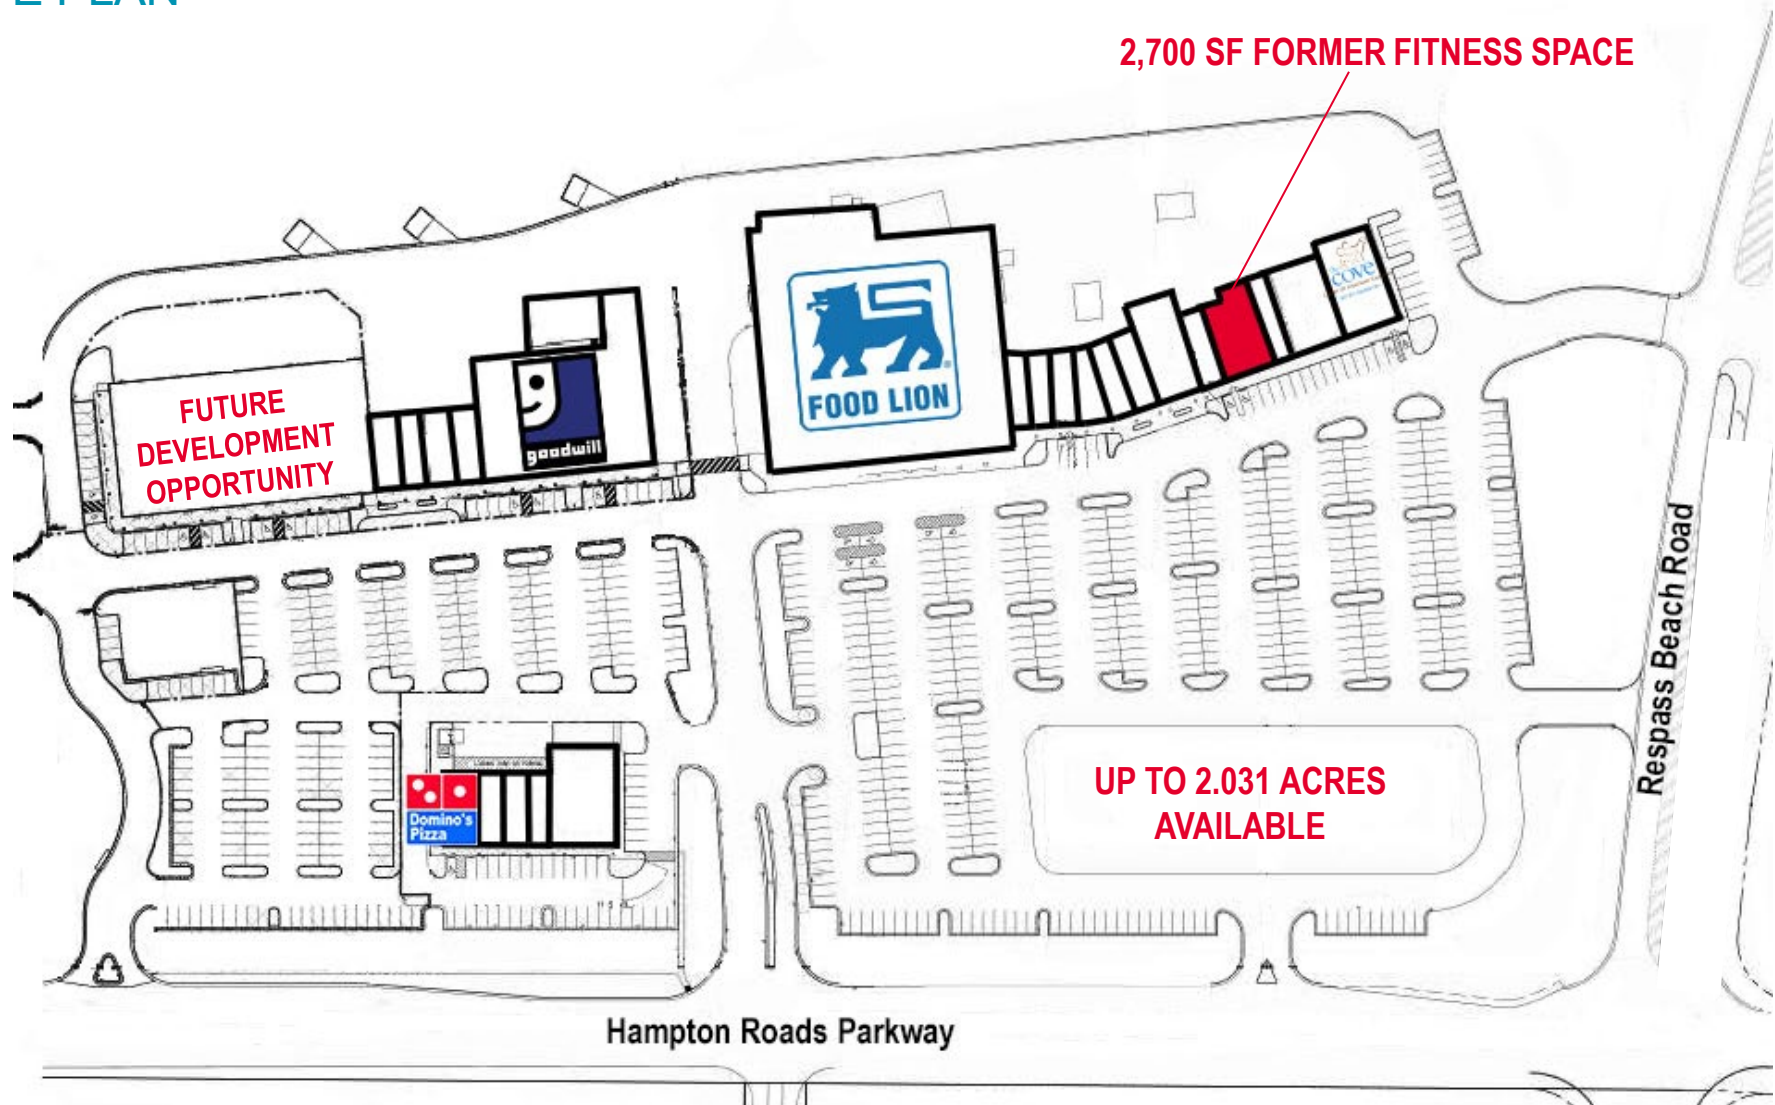 E PLAN
2,700 SF FORMER FITNESS SPACE
COVE
FOOD LION
FUTURE
DEVELOPMENT
OPPORTUNITY
goodwill
Respass Beach Road
Domino's
Pizza
UP TO 2.031 ACRES
AVAILABLE
Hampton Roads Parkway